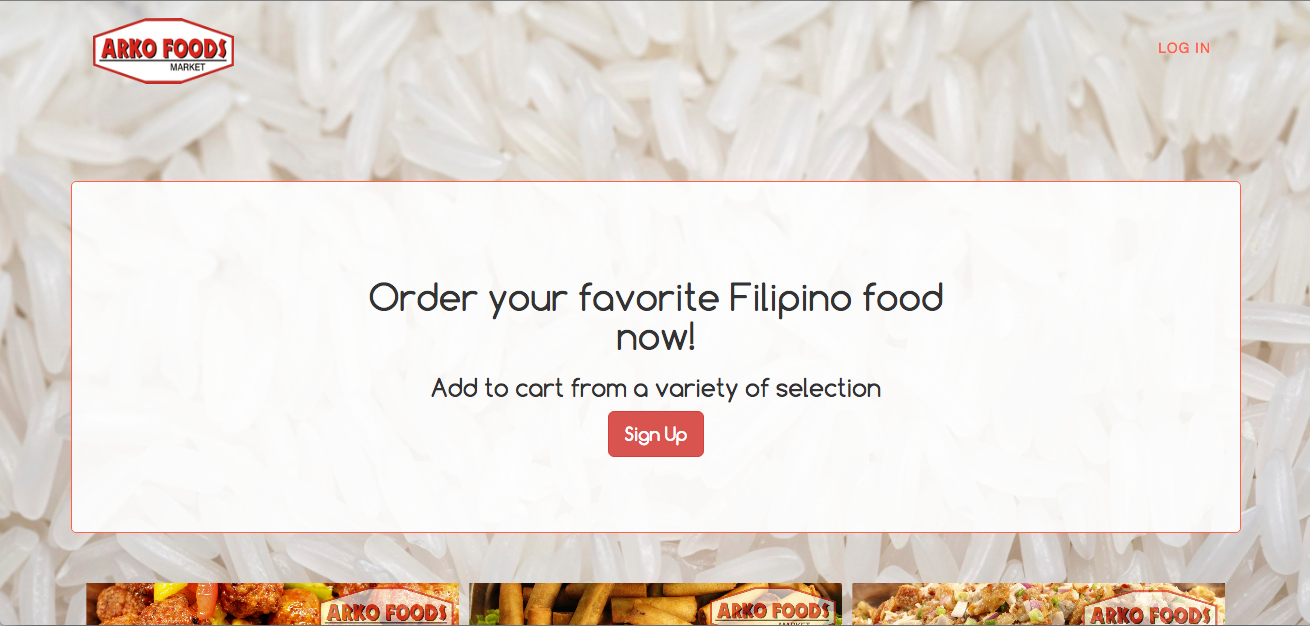 ARKO FOODS
MARKET
LOG IN
Order your favorite Filipino food
now!
Add to cart from a variety of selection
Sign Up
ARKO FOODS
ARKO FOODS
ARKO FOODS